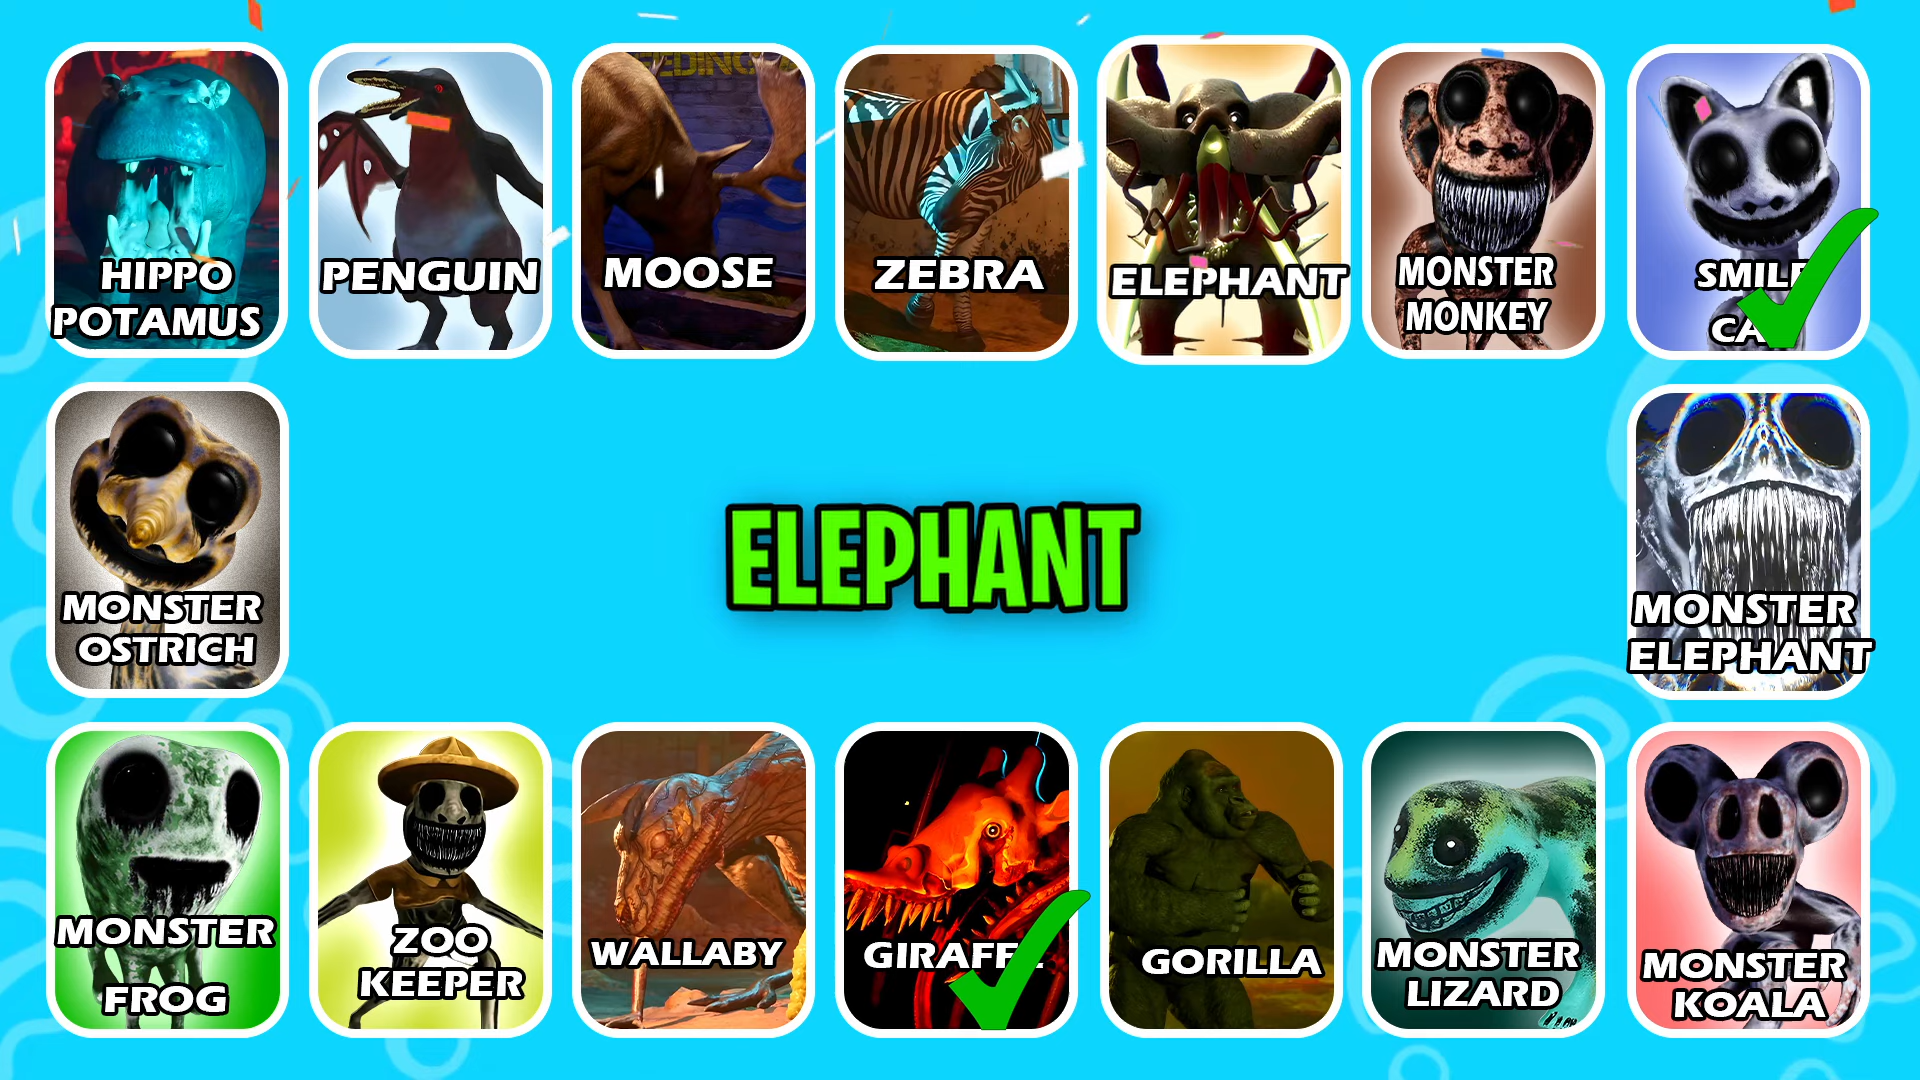 HIPPO
POTAMUS
PENGUIN
MOOSE
ZEBRA
ELEPHANT
MONSTER
MONKEY
MONSTER
OSTRICH
ELEPHANT
MONSTER
ELEPHANT
MONSTER
FROG
ZOO
KEEPER
WALLABY
GORILLA
MONSTER
LIZARD
MONSTER
KOALA